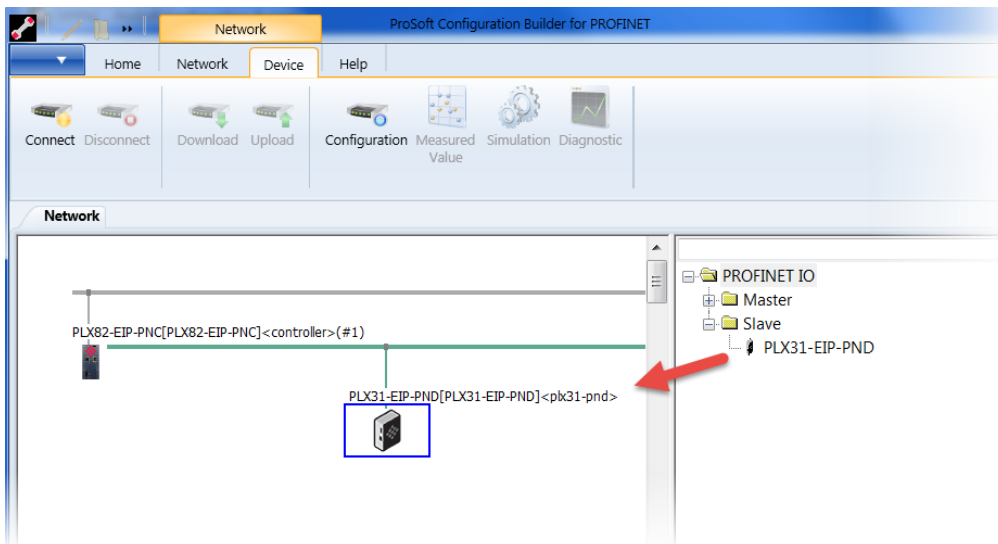 Network
ProSoft Configuration Builder for PROFINET
Home Network Device Help
Connect Disconnect Download Upload Configuration Measured Value Simulation Diagnostic
Network
PROFINET IO
Master
Slave
PLX31-EIP-PND
PLX82-EIP-PNC[PLX82-EIP-PNC]<controller>(#1)
PLX31-EIP-PND[PLX31-EIP-PND]<plx31-pnd>